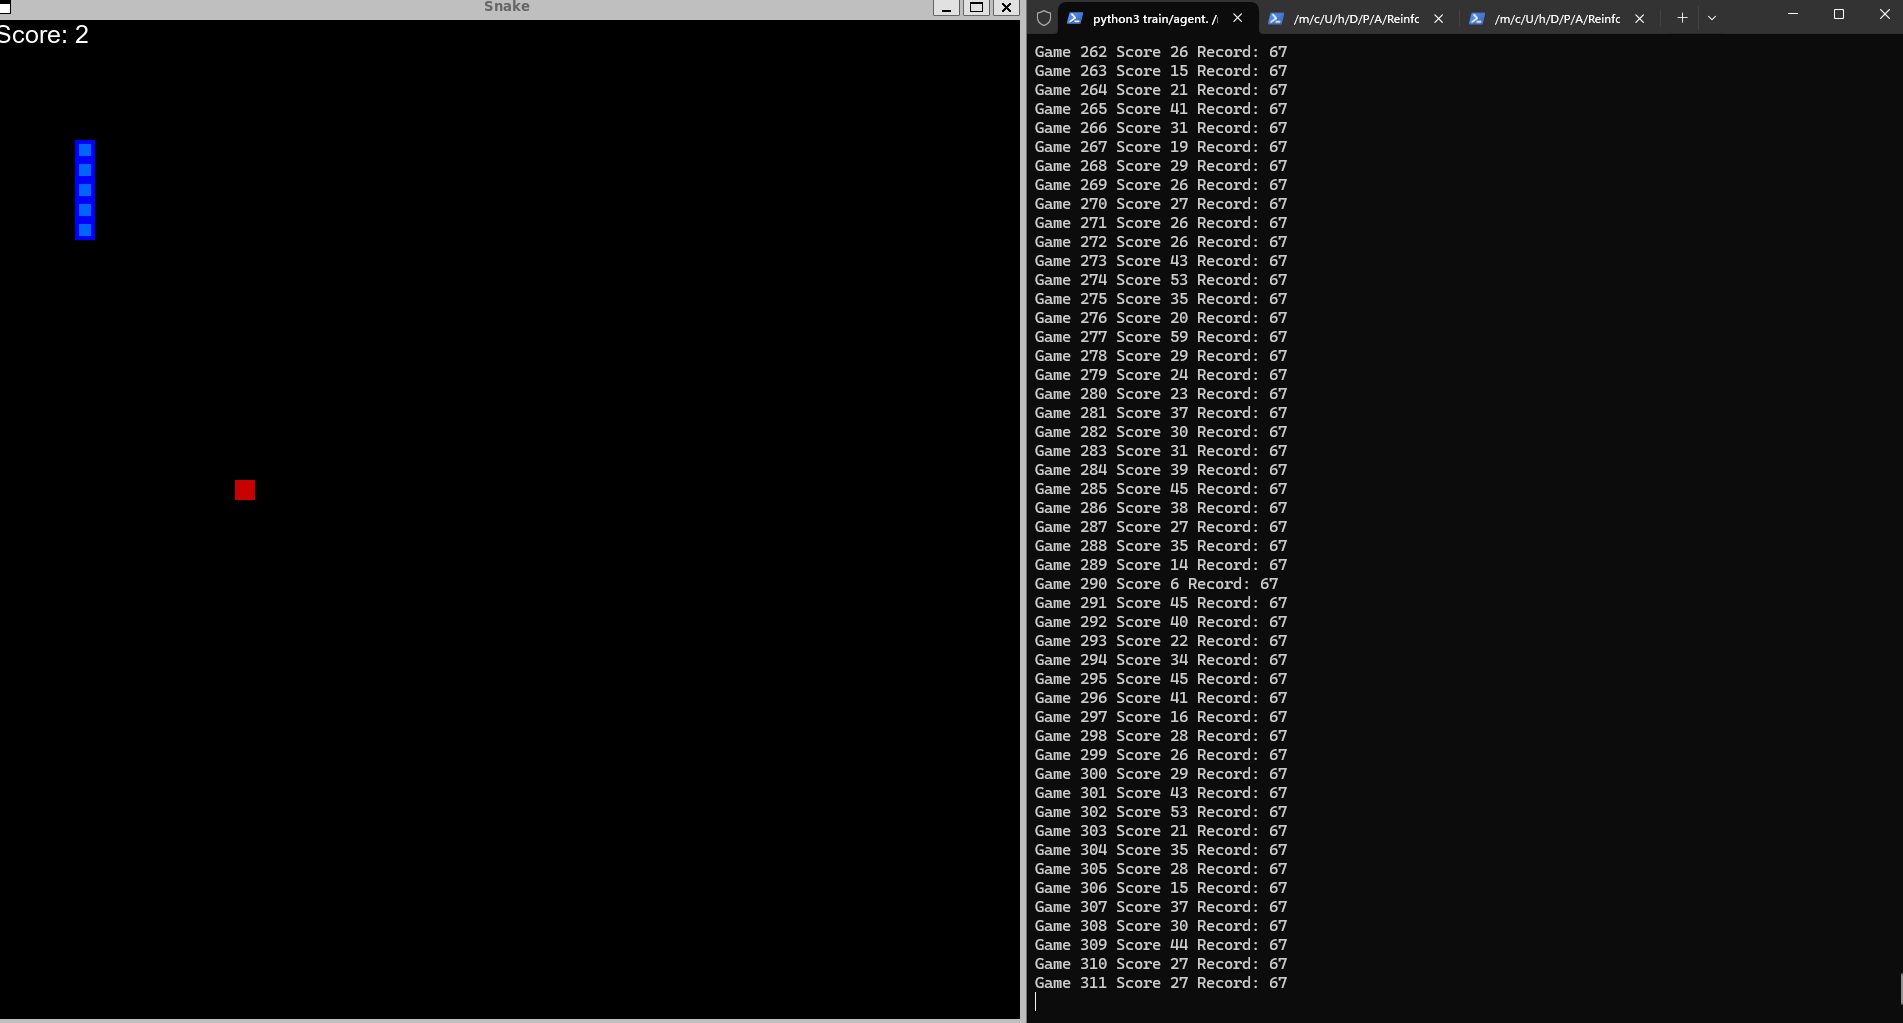 Snake
Score: 2
python3 train/agent. /
/m/c/U/h/D/P/A/Reinfc
/m/c/U/h/D/P/A/Reinfc
Game 262 Score 26 Record: 67
Game 263 Score 15 Record: 67
Game 264 Score 21 Record: 67
Game 265 Score 41 Record: 67
Game 266 Score 31 Record: 67
Game 267 Score 19 Record: 67
Game 268 Score 29 Record: 67
Game 269 Score 26 Record: 67
Game 270 Score 27 Record: 67
Game 271 Score 26 Record: 67
Game 272 Score 26 Record: 67
Game 273 Score 43 Record: 67
Game 274 Score 53 Record: 67
Game 275 Score 35 Record: 67
Game 276 Score 20 Record: 67
Game 277 Score 59 Record: 67
Game 278 Score 29 Record: 67
Game 279 Score 24 Record: 67
Game 280 Score 23 Record: 67
Game 281 Score 37 Record: 67
Game 282 Score 30 Record: 67
Game 283 Score 31 Record: 67
Game 284 Score 39 Record: 67
Game 285 Score 45 Record: 67
Game 286 Score 38 Record: 67
Game 287 Score 27 Record: 67
Game 288 Score 35 Record: 67
Game 289 Score 14 Record: 67
Game 290 Score 6 Record: 67
Game 291 Score 45 Record: 67
Game 292 Score 40 Record: 67
Game 293 Score 22 Record: 67
Game 294 Score 34 Record: 67
Game 295 Score 45 Record: 67
Game 296 Score 41 Record: 67
Game 297 Score 16 Record: 67
Game 298 Score 28 Record: 67
Game 299 Score 26 Record: 67
Game 300 Score 29 Record: 67
Game 301 Score 43 Record: 67
Game 302 Score 53 Record: 67
Game 303 Score 21 Record: 67
Game 304 Score 35 Record: 67
Game 305 Score 28 Record: 67
Game 306 Score 15 Record: 67
Game 307 Score 37 Record: 67
Game 308 Score 30 Record: 67
Game 309 Score 44 Record: 67
Game 310 Score 27 Record: 67
Game 311 Score 27 Record: 67